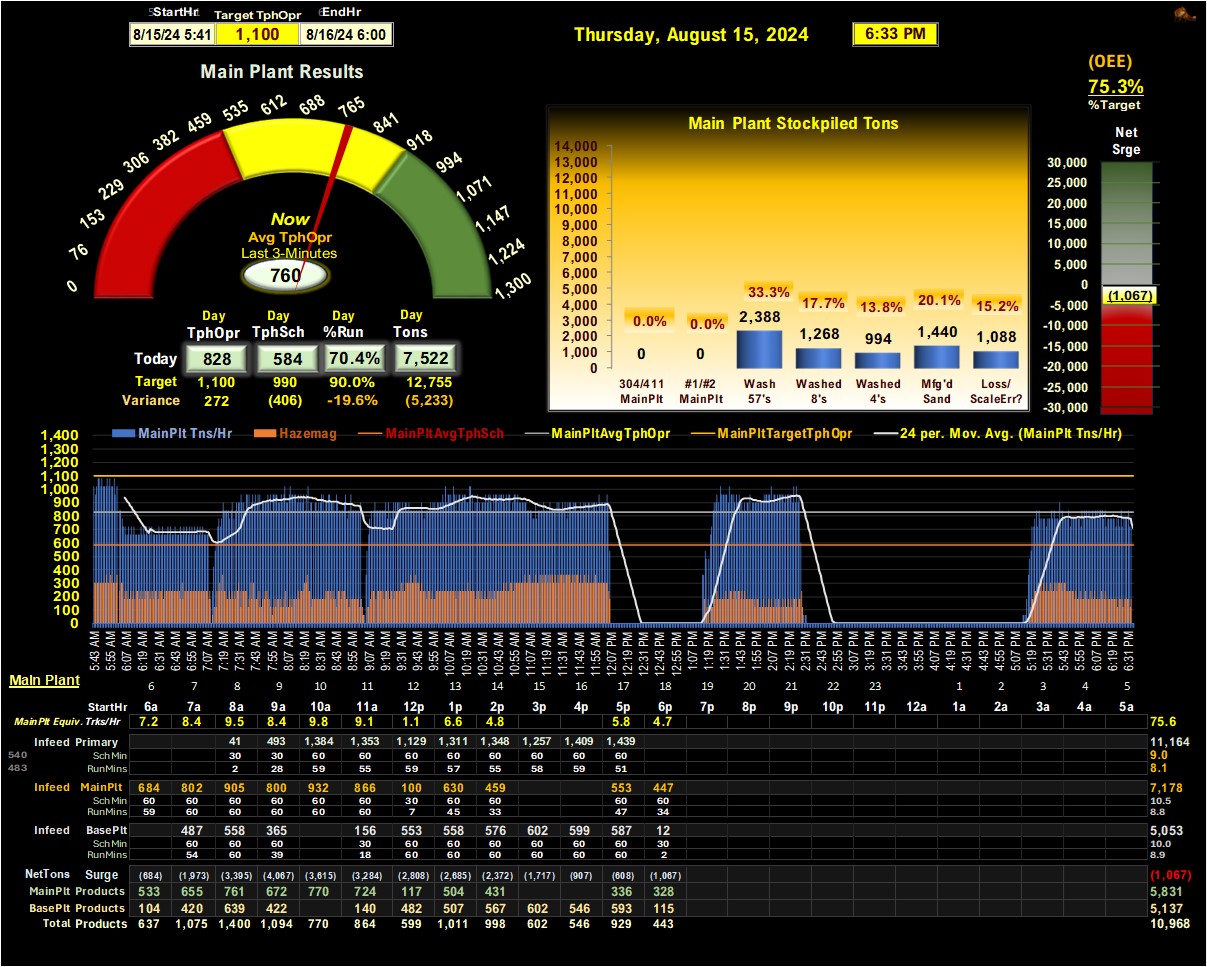 StartHr Target TphOpr EndHr
8/15/24 5:41 1,100 8/16/24 6:00
Thursday, August 15, 2024 6:33 PM
Main Plant Results
(OEE)
75.3%
%Target
Net
Srge
0 76 153 229 306 382 459 535 612 688 765 841 918 994 1,071 1,147 1,224 1,300
Now
Avg TphOpr
Last 3-Minutes
760
Day Day Day Day
TphOpr TphSch %Run Tons
Today 828 584 70.4% 7,522
Target 1,100 990 90.0% 12,755
Variance 272 (406) -19.6% (5,233)
Main Plant Stockpiled Tons
14,000
13,000
12,000
11,000
10,000
9,000
8,000
7,000
6,000
5,000
4,000
3,000
2,000
1,000
0
0.0% 0.0% 33.3% 17.7% 13.8% 20.1% 15.2%
0 0 2,388 1,268 994 1,440 1,088
304/411 #1/#2 Wash Washed Washed Mfg'd Loss/
MainPlt MainPlt 57's 8's 4's Sand ScaleErr?
30,000
25,000
20,000
15,000
10,000
5,000
0
(1,067)
-5,000
-10,000
-15,000
-20,000
-25,000
-30,000
MainPlt Tns/Hr Hazemag MainPltAvgTphSch MainPltAvgTphOpr MainPltTargetTphOpr 24 per. Mov. Avg. (MainPlt Tns/Hr)
1,400
1,300
1,200
1,100
1,000
900
800
700
600
500
400
300
200
100
0
5:43 AM 5:55 AM 6:07 AM 6:19 AM 6:31 AM 6:43 AM 6:55 AM 7:07 AM 7:19 AM 7:31 AM 7:43 AM 7:55 AM 8:07 AM 8:19 AM 8:31 AM 8:43 AM 8:55 AM 9:07 AM 9:19 AM 9:31 AM 9:43 AM 9:55 AM 10:07 AM 10:19 AM 10:31 AM 10:43 AM 10:55 AM 11:07 AM 11:19 AM 11:31 AM 11:43 AM 11:55 AM 12:07 PM 12:19 PM 12:31 PM 12:43 PM 12:55 PM 1:07 PM 1:19 PM 1:31 PM 1:43 PM 1:55 PM 2:07 PM 2:19 PM 2:31 PM 2:43 PM 2:55 PM 3:07 PM 3:19 PM 3:31 PM 3:43 PM 3:55 PM 4:07 PM 4:19 PM 4:31 PM 4:43 PM 4:55 PM 5:07 PM 5:19 PM 5:31 PM 5:43 PM 5:55 PM 6:07 PM 6:19 PM 6:31 PM
Main Plant 6 7 8 9 10 11 12 13 14 15 16 17 18 19 20 21 22 23 1 2 3 4 5
StartHr 6a 7a 8a 9a 10a 11a 12p 1p 2p 3p 4p 5p 6p 7p 8p 9p 10p 11p 12a 1a 2a 3a 4a 5a
MainPlt Equiv. Trks/Hr 7.2 8.4 9.5 8.4 9.8 9.1 1.1 6.6 4.8 5.8 4.7 75.6
Infeed Primary 41 493 1,384 1,353 1,129 1,311 1,348 1,257 1,409 1,439 11,164
540 Sch Min 30 30 60 60 60 60 60 60 60 60 9.0
483 RunMins 2 28 59 55 59 57 55 58 59 51 8.1
Infeed MainPlt 684 802 905 800 932 866 100 630 459 553 447 7,178
Sch Min 60 60 60 60 60 60 30 60 60 60 60 10.5
RunMins 59 60 60 60 60 60 7 45 33 47 34 8.8
Infeed BasePlt 487 558 365 156 553 558 576 602 599 587 12 5,053
Sch Min 60 60 60 30 60 60 60 60 60 60 30 10.0
RunMins 54 60 39 18 60 60 60 60 60 60 2 8.9
NetTons Surge (684) (1,973) (3,395) (4,067) (3,615) (3,284) (2,808) (2,685) (2,372) (1,717) (907) (608) (1,067) (1,067)
MainPlt Products 533 655 761 672 770 724 117 504 431 336 328 5,831
BasePlt Products 104 420 639 422 140 482 507 567 602 546 593 115 5,137
Total Products 637 1,075 1,400 1,094 770 864 599 1,011 998 602 546 929 443 10,968